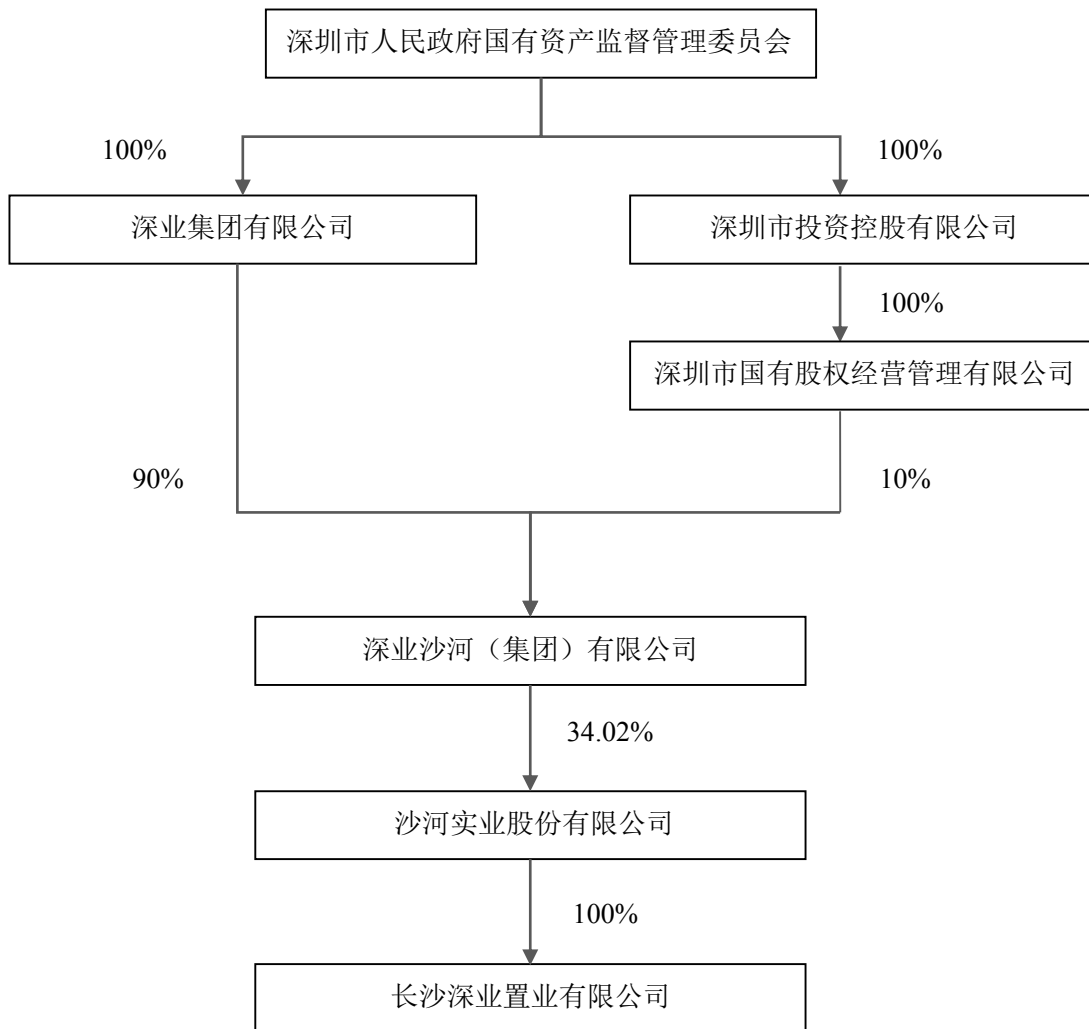 深圳市人民政府国有资产监督管理委员会
100%
100%
深业集团有限公司
深圳市投资控股有限公司
100%
深圳市国有股权经营管理有限公司
90%
10%
深业沙河（集团）有限公司
34.02%
沙河实业股份有限公司
100%
长沙深业置业有限公司